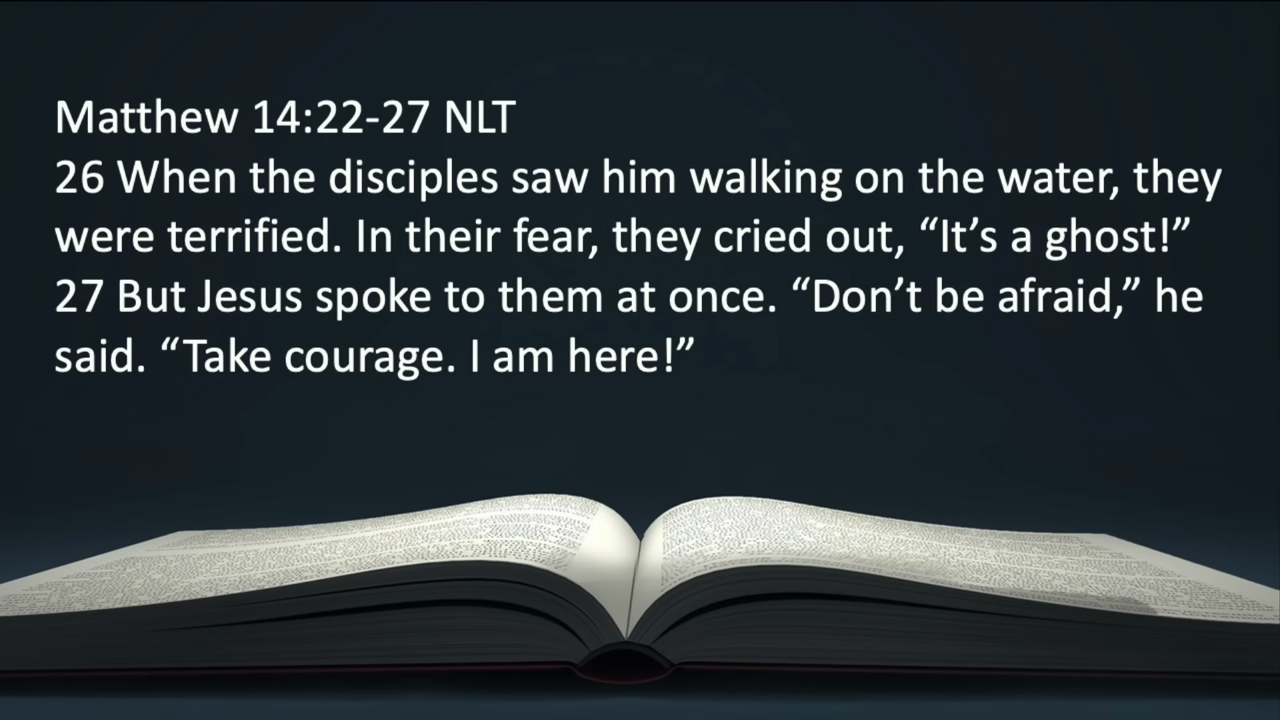 Matthew 14:22-27 NLT
26 When the disciples saw him walking on the water, they
were terrified. In their fear, they cried out, “It’s a ghost!”
27 But Jesus spoke to them at once. “Don’t be afraid,” he
said. “Take courage. I am here!”